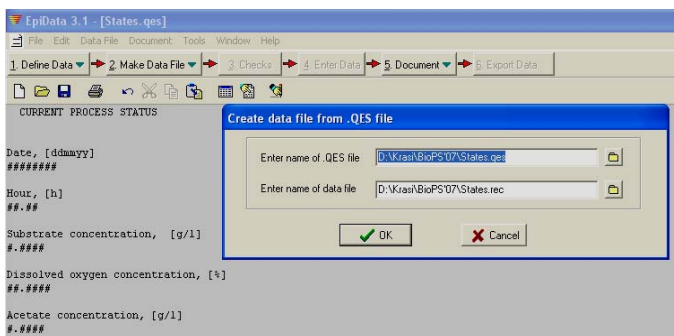 EpiData 3.1 - [States.qes]
File Edit Data File Document Tools Window Help
1. Define Data 2. Make Data File 3. Checks 4. Enter Data 5. Document 6. Export Data
CURRENT PROCESS STATUS
Create data file from .QES file
Enter name of .QES file D:\Krasi\BioPS'07\States.qes
Enter name of data file D:\Krasi\BioPS'07\States.rec
OK Cancel
Date, [ddmmyy]
########
Hour, [h]
##.##
Substrate concentration, [g/l]
#.####
Dissolved oxygen concentration, [%]
##.####
Acetate concentration, [g/l]
#.####